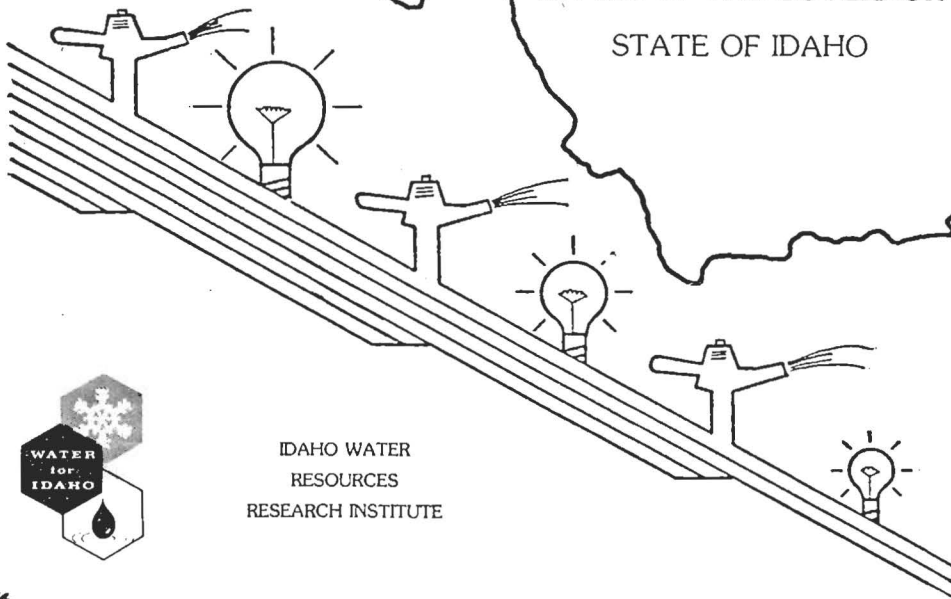 STATE OF IDAHO
WATER
for
IDAHO
IDAHO WATER
RESOURCES
RESEARCH INSTITUTE